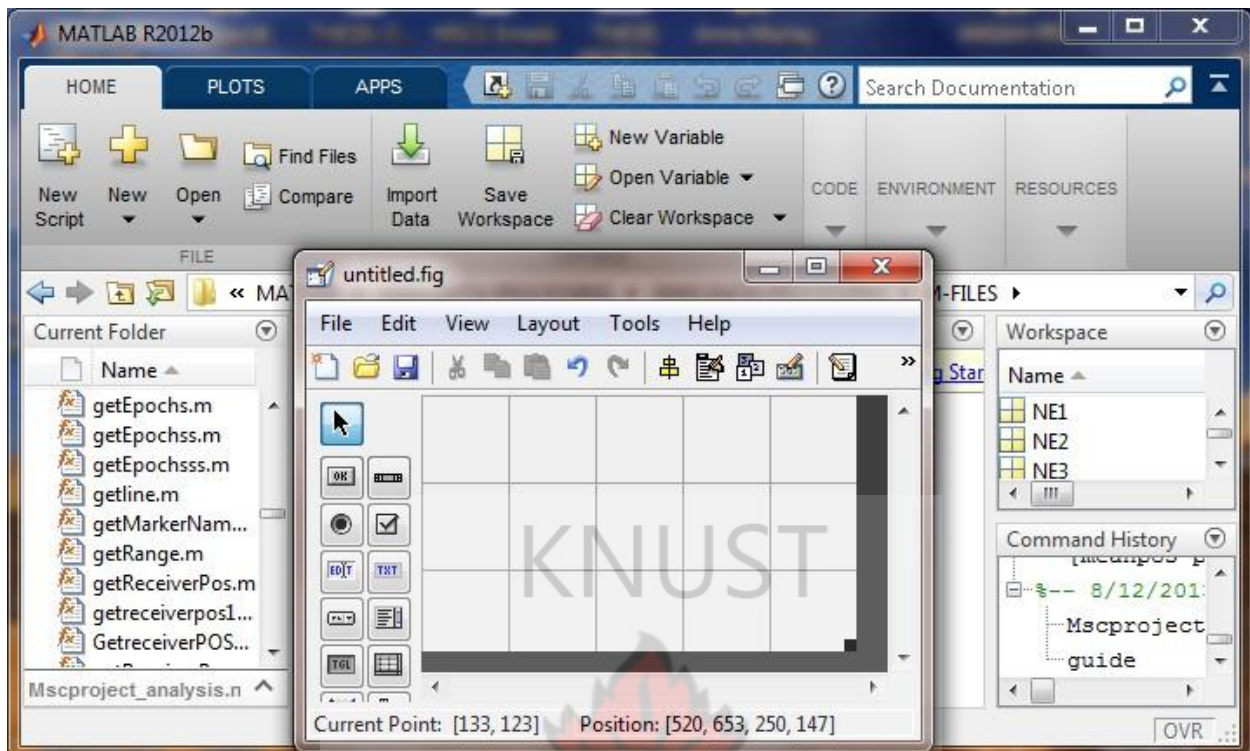 MATLAB R2012b
HOME PLOTS APPS Search Documentation
New Script New Open Find Files Compare Import Data Save Workspace New Variable Open Variable Clear Workspace CODE ENVIRONMENT RESOURCES
FILE
« MA
-FILES
Current Folder
Name
getEpochs.m
getEpochss.m
getEpochsss.m
getline.m
getMarkerNam...
getRange.m
getReceiverPos.m
getreceiverpos1...
GetreceiverPOS...
Mscproject_analysis.n
untitled.fig
File Edit View Layout Tools Help
OK
EDIT TXT
TGL
KNUST
Current Point: [133, 123] Position: [520, 653, 250, 147]
g Star
Workspace
Name
NE1
NE2
NE3
Command History
%-- 8/12/201
Mscproject
guide
OVR